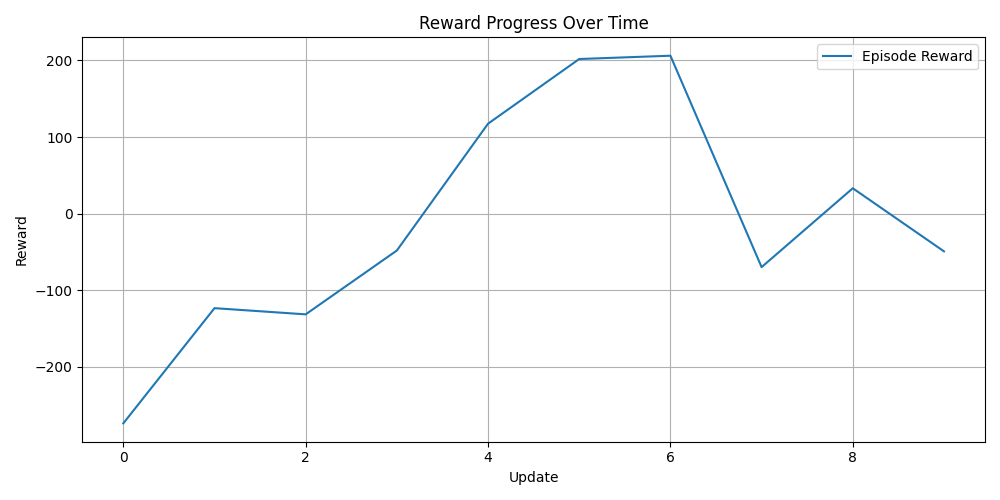 Reward Progress Over Time
Episode Reward
200
100
0
−100
−200
Reward
0 2 4 6 8
Update